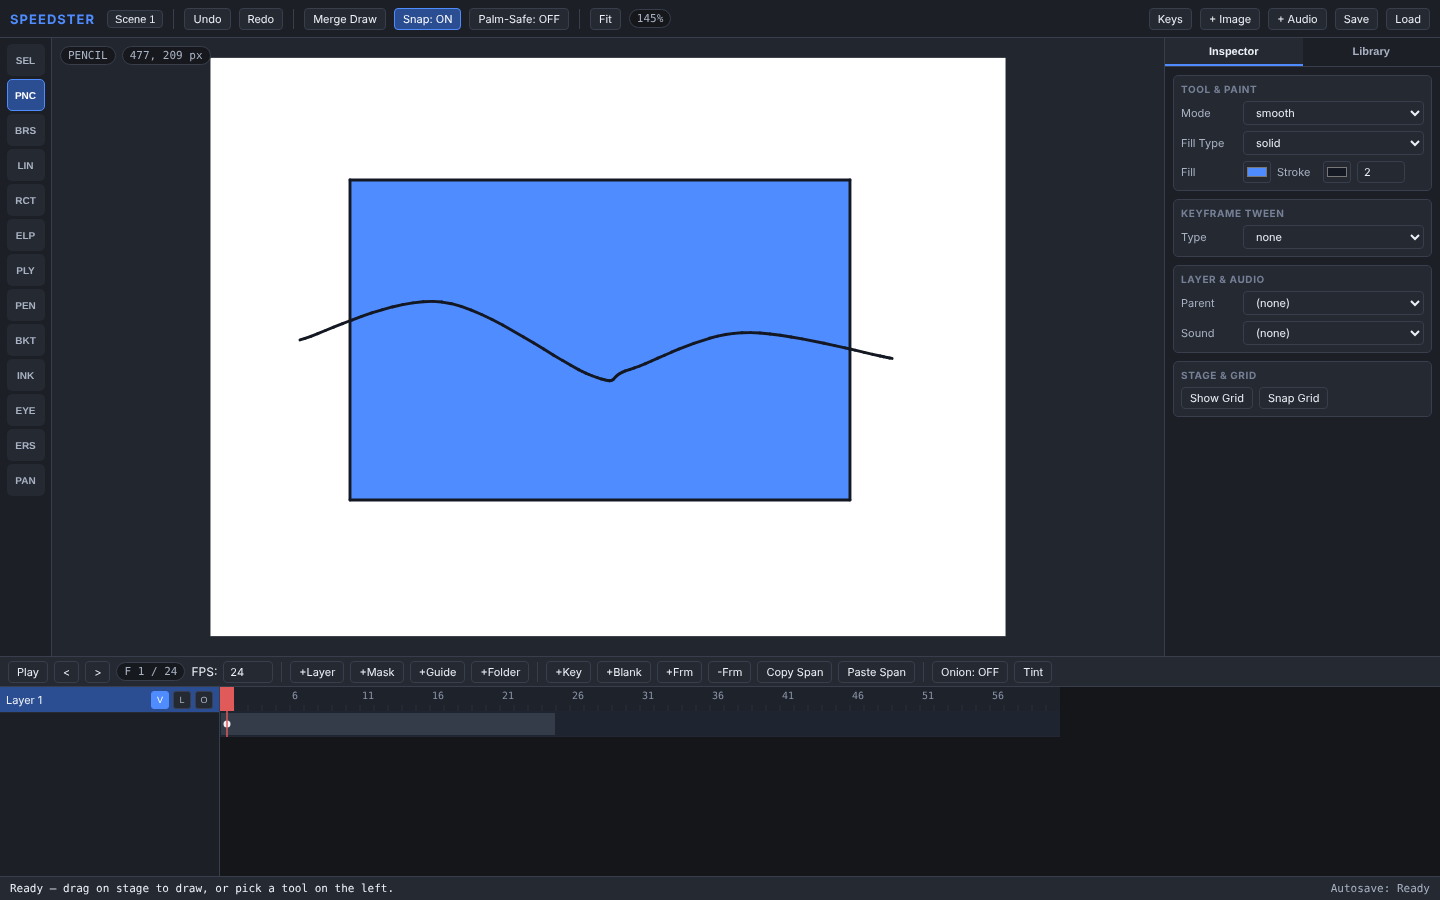 SPEEDSTER Scene 1 Undo Redo Merge Draw Snap: ON Palm-Safe: OFF Fit 145% Keys + Image + Audio Save Load
SEL
PNC
BRS
LIN
RCT
ELP
PLY
PEN
BKT
INK
EYE
ERS
PAN
PENCIL 477, 209 px
Inspector Library
TOOL & PAINT
Mode smooth
Fill Type solid
Fill Stroke 2
KEYFRAME TWEEN
Type none
LAYER & AUDIO
Parent (none)
Sound (none)
STAGE & GRID
Show Grid Snap Grid
Play < > F 1 / 24 FPS: 24 +Layer +Mask +Guide +Folder +Key +Blank +Frm -Frm Copy Span Paste Span Onion: OFF Tint
Layer 1 V L O
6 11 16 21 26 31 36 41 46 51 56
Ready — drag on stage to draw, or pick a tool on the left. Autosave: Ready